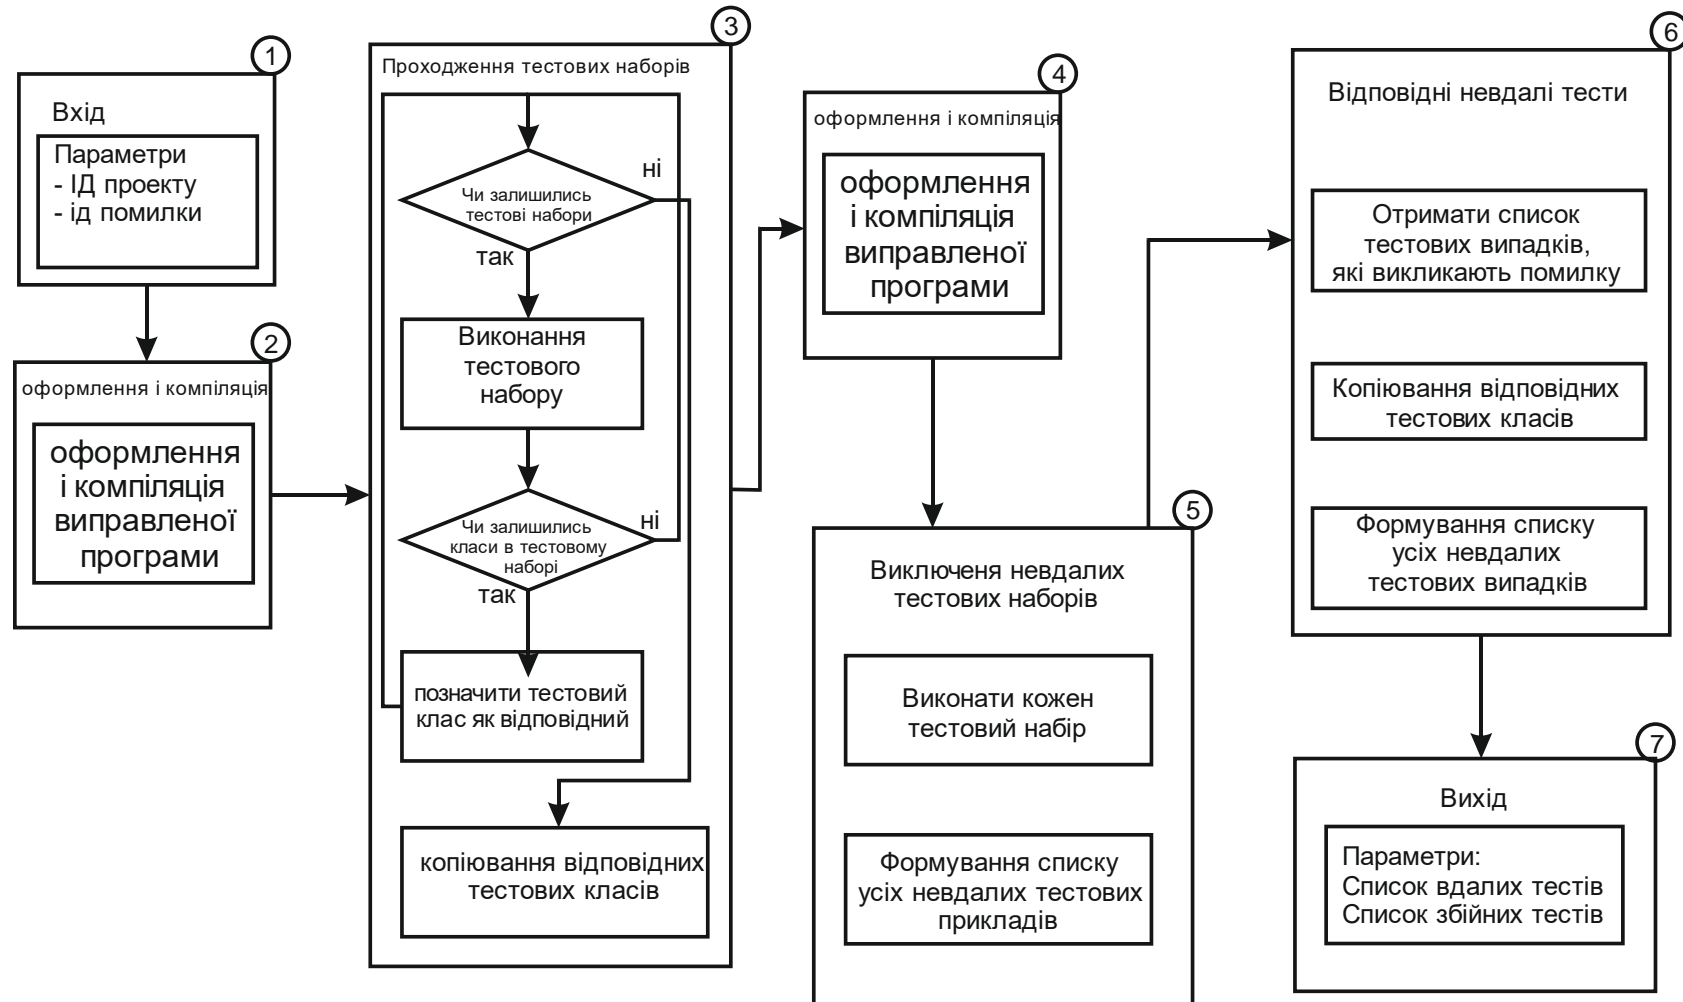 1
Вхід
Параметри
- ІД проекту
- ід помилки
2
оформлення і компіляція
оформлення
і компіляція
виправленої
програми
3
Проходження тестових наборів
Чи залишились
тестові набори
ні
так
Виконання
тестового
набору
Чи залишились
класи в тестовому
наборі
ні
так
позначити тестовий
клас як відповідний
копіювання відповідних
тестових класів
4
оформлення і компіляція
оформлення
і компіляція
виправленої
програми
5
Виключеня невдалих
тестових наборів
Виконати кожен
тестовий набір
Формування списку
усіх невдалих тестових
прикладів
6
Відповідні невдалі тести
Отримати список
тестових випадків,
які викликають помилку
Копіювання відповідних
тестових класів
Формування списку
усіх невдалих
тестових випадків
7
Вихід
Параметри:
Список вдалих тестів
Список збійних тестів